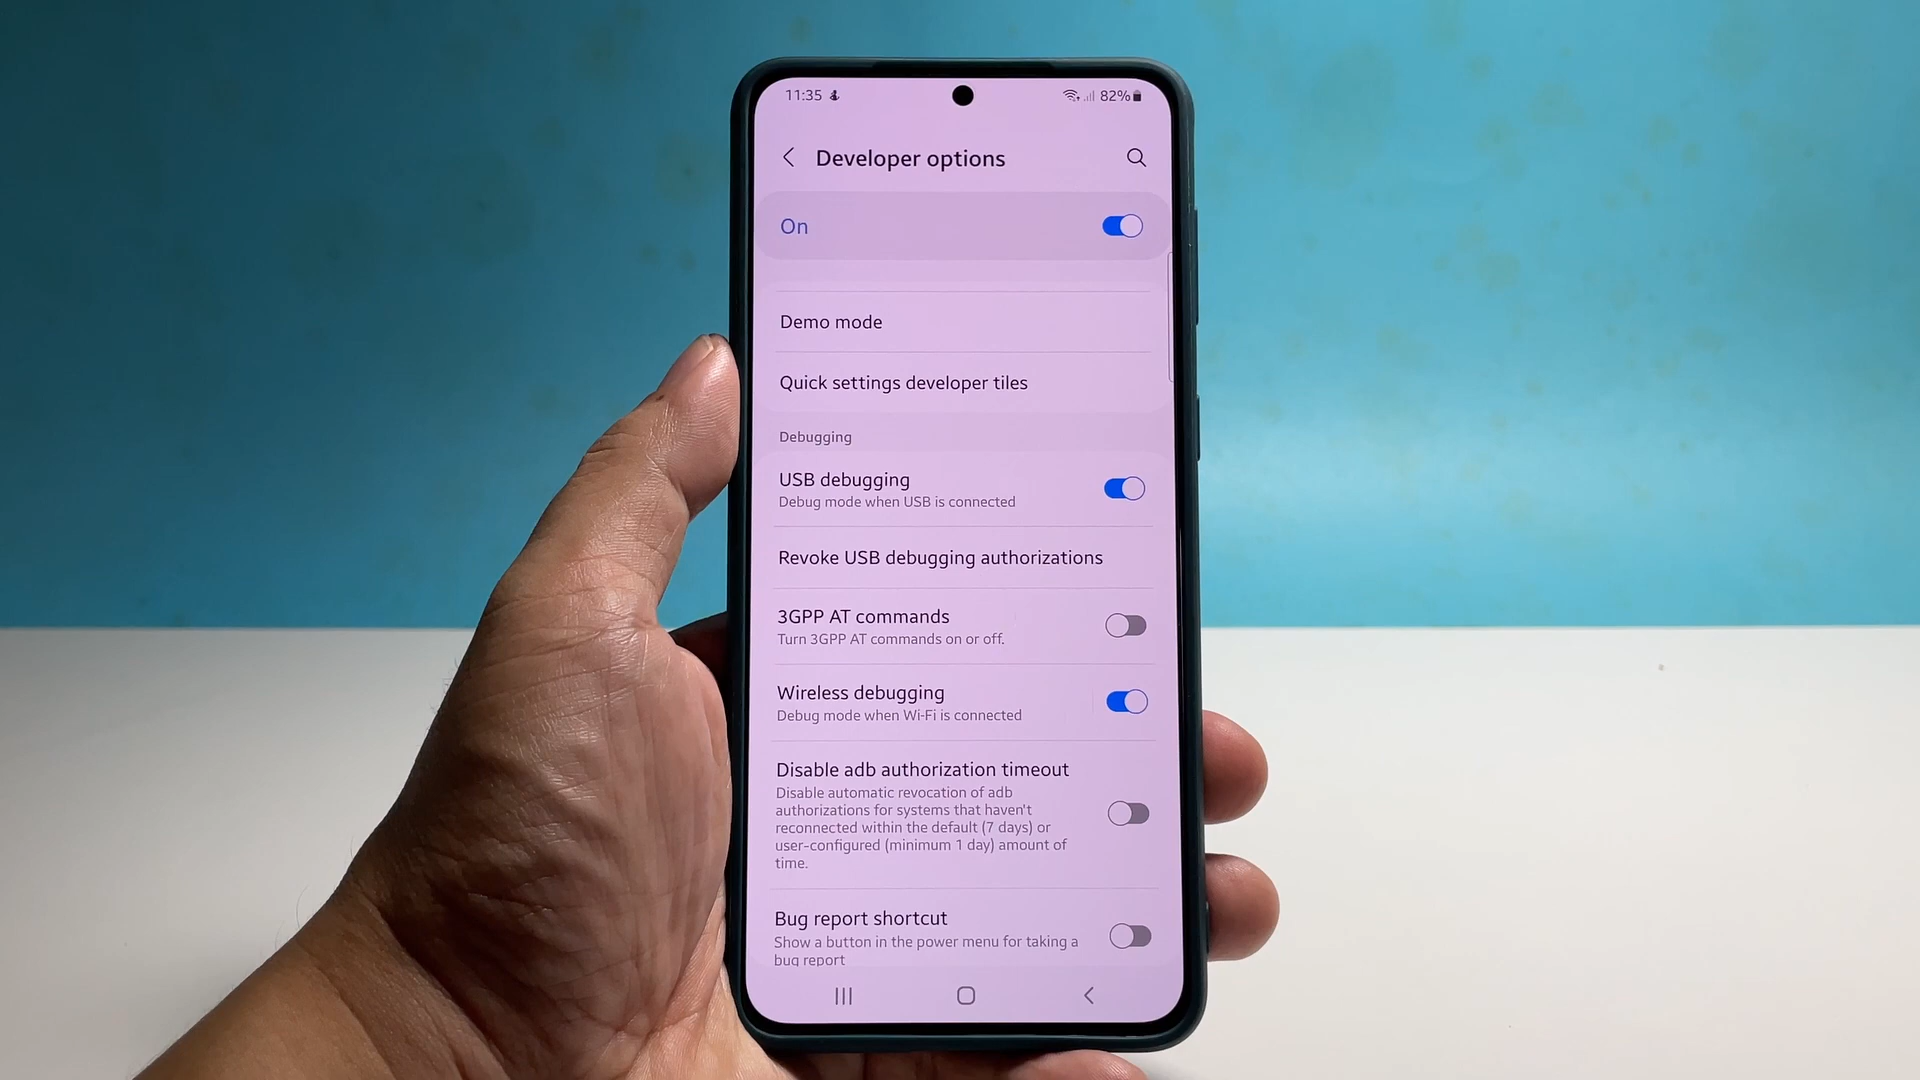 11:35
82%
Developer options
On
Demo mode
Quick settings developer tiles
Debugging
USB debugging
Debug mode when USB is connected
Revoke USB debugging authorizations
3GPP AT commands
Turn 3GPP AT commands on or off.
Wireless debugging
Debug mode when Wi-Fi is connected
Disable adb authorization timeout
Disable automatic revocation of adb
authorizations for systems that haven't
reconnected within the default (7 days) or
user-configured (minimum 1 day) amount of
time.
Bug report shortcut
Show a button in the power menu for taking a
bug report